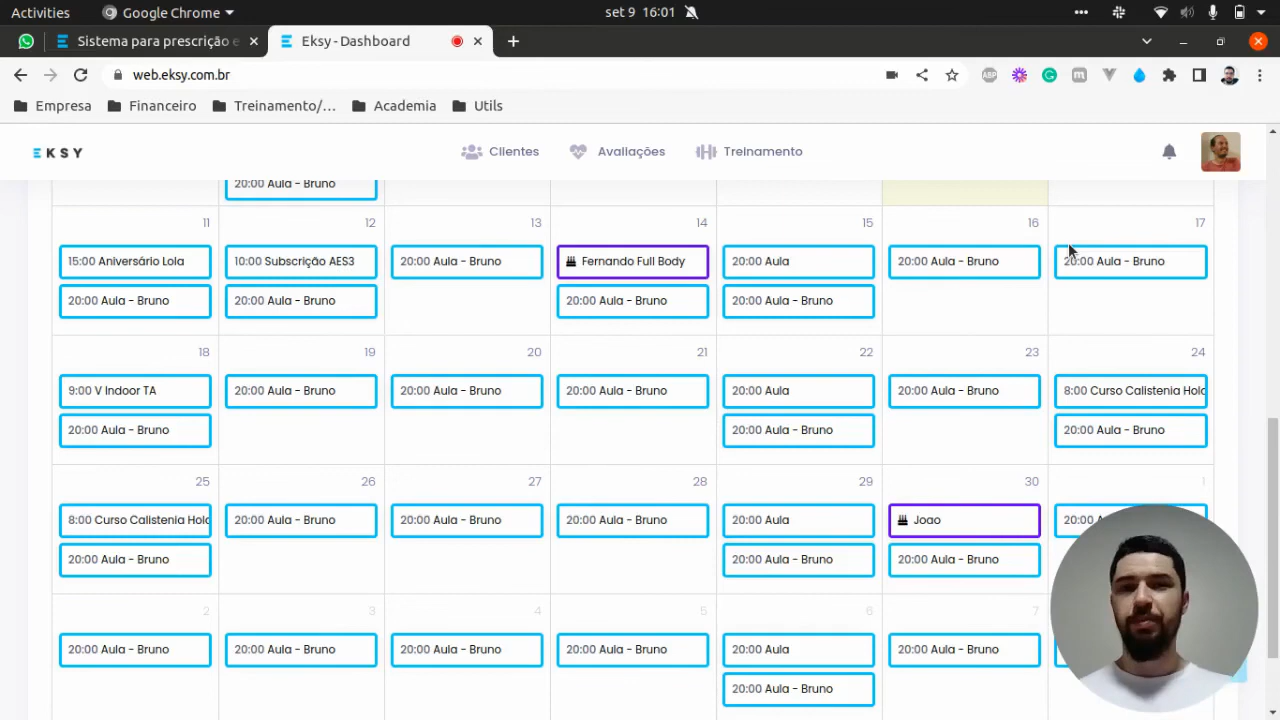 Activities
Google Chrome
set 9 16:01
Sistema para prescrição e
Eksy - Dashboard
web.eksy.com.br
ABP
Empresa
Financeiro
Treinamento/...
Academia
Utils
EKSY
Clientes
Avaliações
Treinamento
20:00 Aula - Bruno
11
12
13
14
15
16
17
15:00 Aniversário Lola
10:00 Subscrição AES3
20:00 Aula - Bruno
Fernando Full Body
20:00 Aula
20:00 Aula - Bruno
20:00 Aula - Bruno
20:00 Aula - Bruno
20:00 Aula - Bruno
20:00 Aula - Bruno
20:00 Aula - Bruno
18
19
20
21
22
23
24
9:00 V Indoor TA
20:00 Aula - Bruno
20:00 Aula - Bruno
20:00 Aula - Bruno
20:00 Aula
20:00 Aula - Bruno
8:00 Curso Calistenia Holo
20:00 Aula - Bruno
20:00 Aula - Bruno
20:00 Aula - Bruno
25
26
27
28
29
30
1
8:00 Curso Calistenia Holo
20:00 Aula - Bruno
20:00 Aula - Bruno
20:00 Aula - Bruno
20:00 Aula
Joao
20:00
20:00 Aula - Bruno
20:00 Aula - Bruno
20:00 Aula - Bruno
2
3
4
5
6
7
20:00 Aula - Bruno
20:00 Aula - Bruno
20:00 Aula - Bruno
20:00 Aula - Bruno
20:00 Aula
20:00 Aula - Bruno
20:00 Aula - Bruno